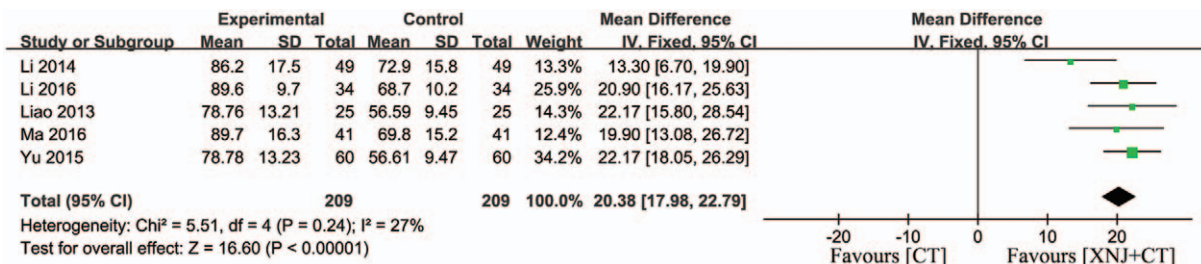 Experimental Control Mean Difference Mean Difference
Study or Subgroup Mean SD Total Mean SD Total Weight IV, Fixed, 95% CI IV, Fixed, 95% CI
Li 2014 86.2 17.5 49 72.9 15.8 49 13.3% 13.30 [6.70, 19.90]
Li 2016 89.6 9.7 34 68.7 10.2 34 25.9% 20.90 [16.17, 25.63]
Liao 2013 78.76 13.21 25 56.59 9.45 25 14.3% 22.17 [15.80, 28.54]
Ma 2016 89.7 16.3 41 69.8 15.2 41 12.4% 19.90 [13.08, 26.72]
Yu 2015 78.78 13.23 60 56.61 9.47 60 34.2% 22.17 [18.05, 26.29]
Total (95% CI) 209 209 100.0% 20.38 [17.98, 22.79]
Heterogeneity: Chi² = 5.51, df = 4 (P = 0.24); I² = 27%
Test for overall effect: Z = 16.60 (P < 0.00001)
-20 -10 0 10 20
Favours [CT] Favours [XNJ+CT]